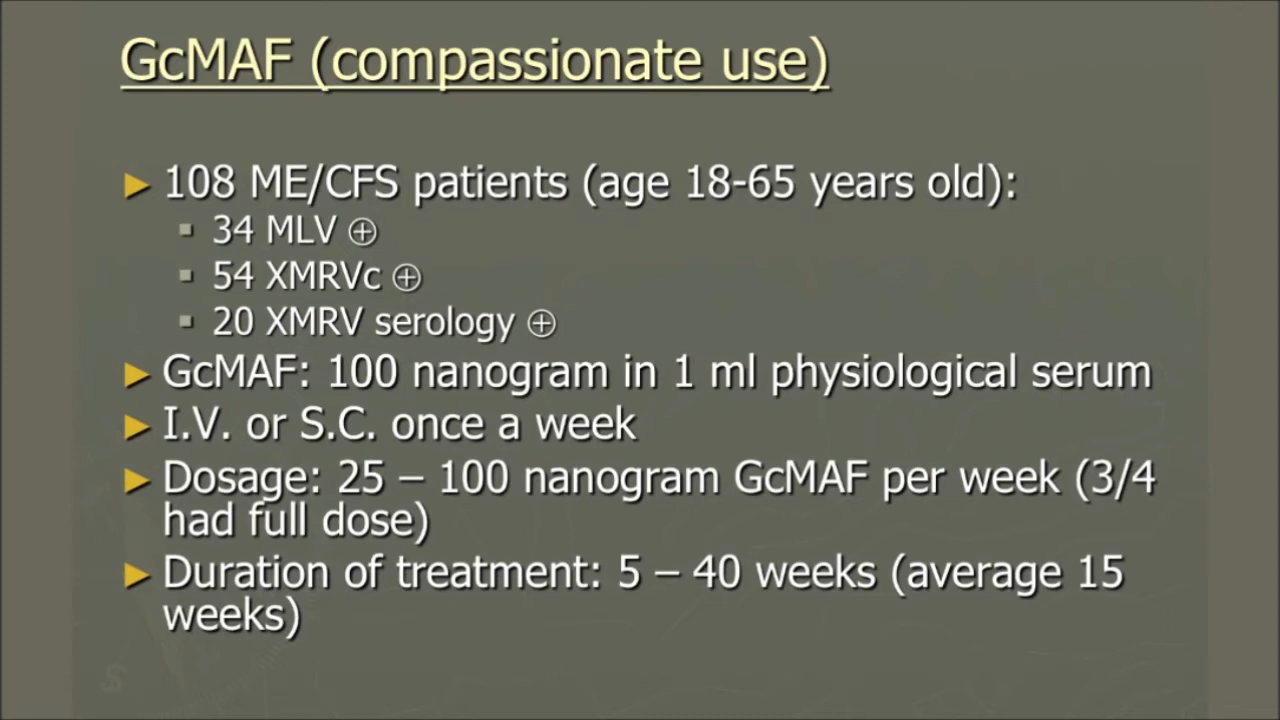 GcMAF (compassionate use)
► 108 ME/CFS patients (age 18-65 years old):
▪ 34 MLV ⊕
▪ 54 XMRVc ⊕
▪ 20 XMRV serology ⊕
► GcMAF: 100 nanogram in 1 ml physiological serum
► I.V. or S.C. once a week
► Dosage: 25 – 100 nanogram GcMAF per week (3/4
had full dose)
► Duration of treatment: 5 – 40 weeks (average 15
weeks)